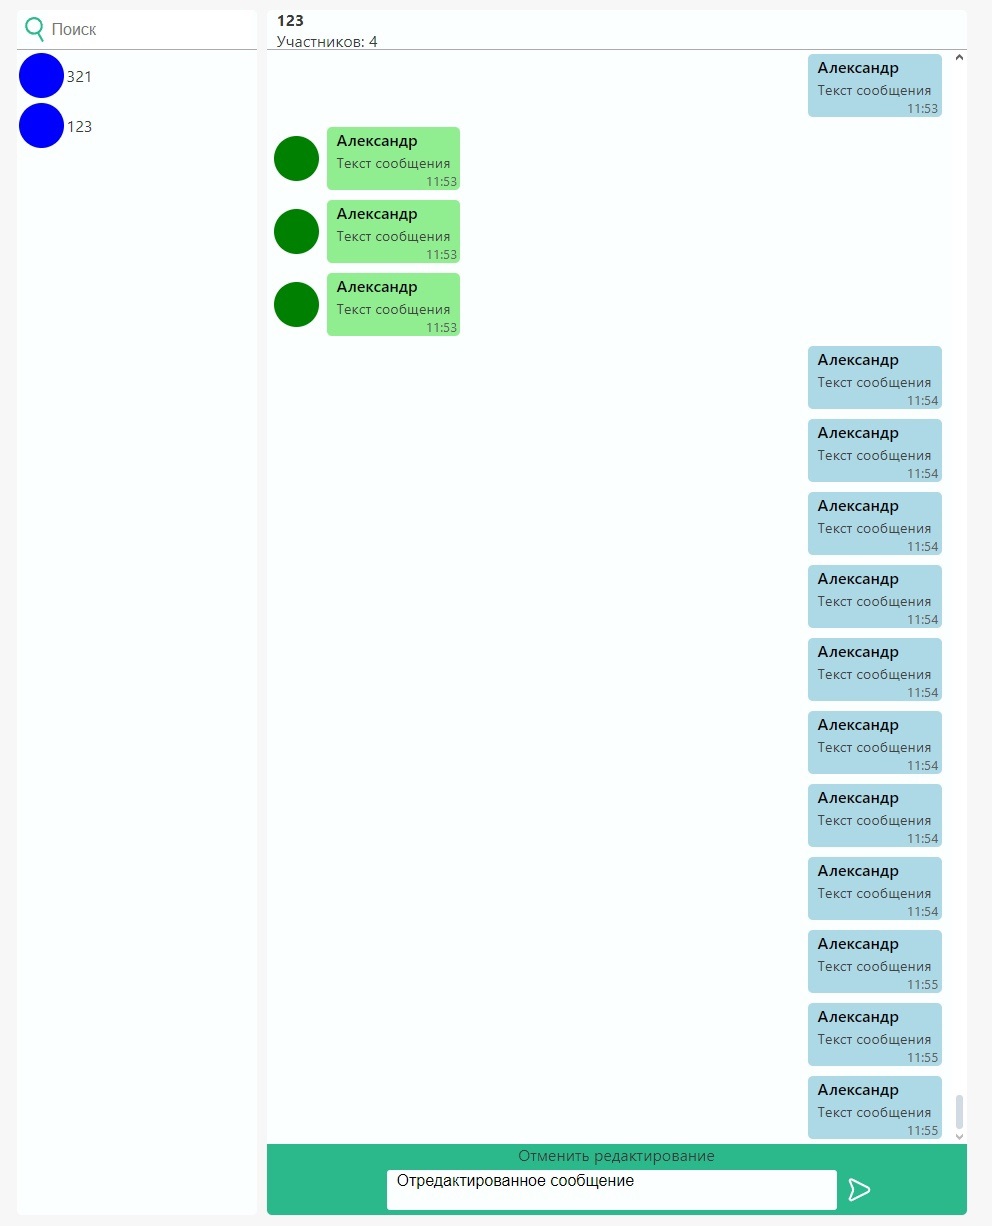 Поиск
321
123
123
Участников: 4
Александр
Текст сообщения
11:53
Александр
Текст сообщения
11:53
Александр
Текст сообщения
11:53
Александр
Текст сообщения
11:53
Александр
Текст сообщения
11:54
Александр
Текст сообщения
11:54
Александр
Текст сообщения
11:54
Александр
Текст сообщения
11:54
Александр
Текст сообщения
11:54
Александр
Текст сообщения
11:54
Александр
Текст сообщения
11:54
Александр
Текст сообщения
11:54
Александр
Текст сообщения
11:55
Александр
Текст сообщения
11:55
Александр
Текст сообщения
11:55
Отменить редактирование
Отредактированное сообщение